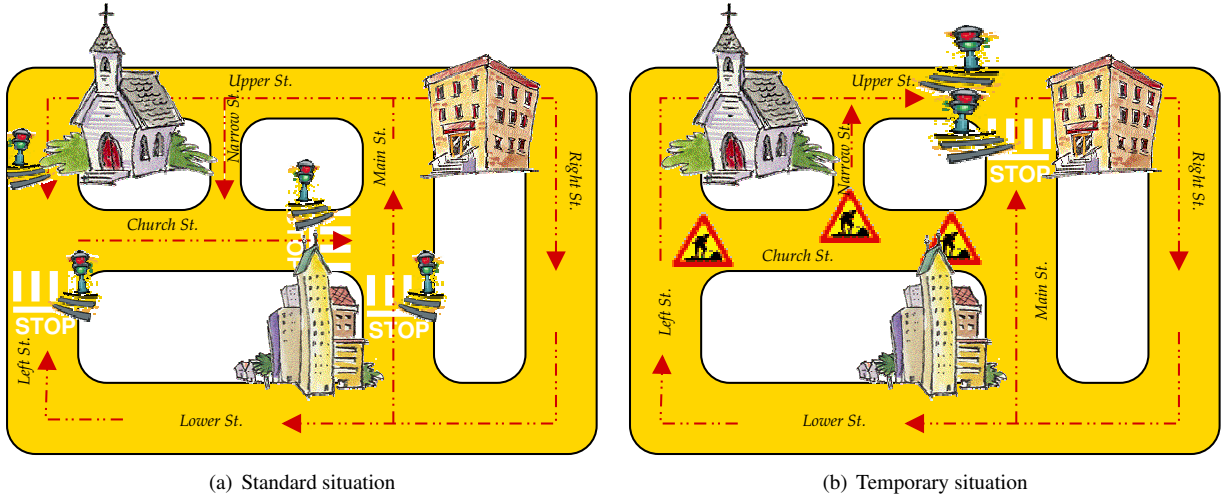 Upper St.
Narrow St.
Main St.
Right St.
Church St.
STOP
STOP
STOP
Left St.
Lower St.
(a) Standard situation
Upper St.
Narrow St.
STOP
Right St.
Church St.
Main St.
Left St.
Lower St.
(b) Temporary situation